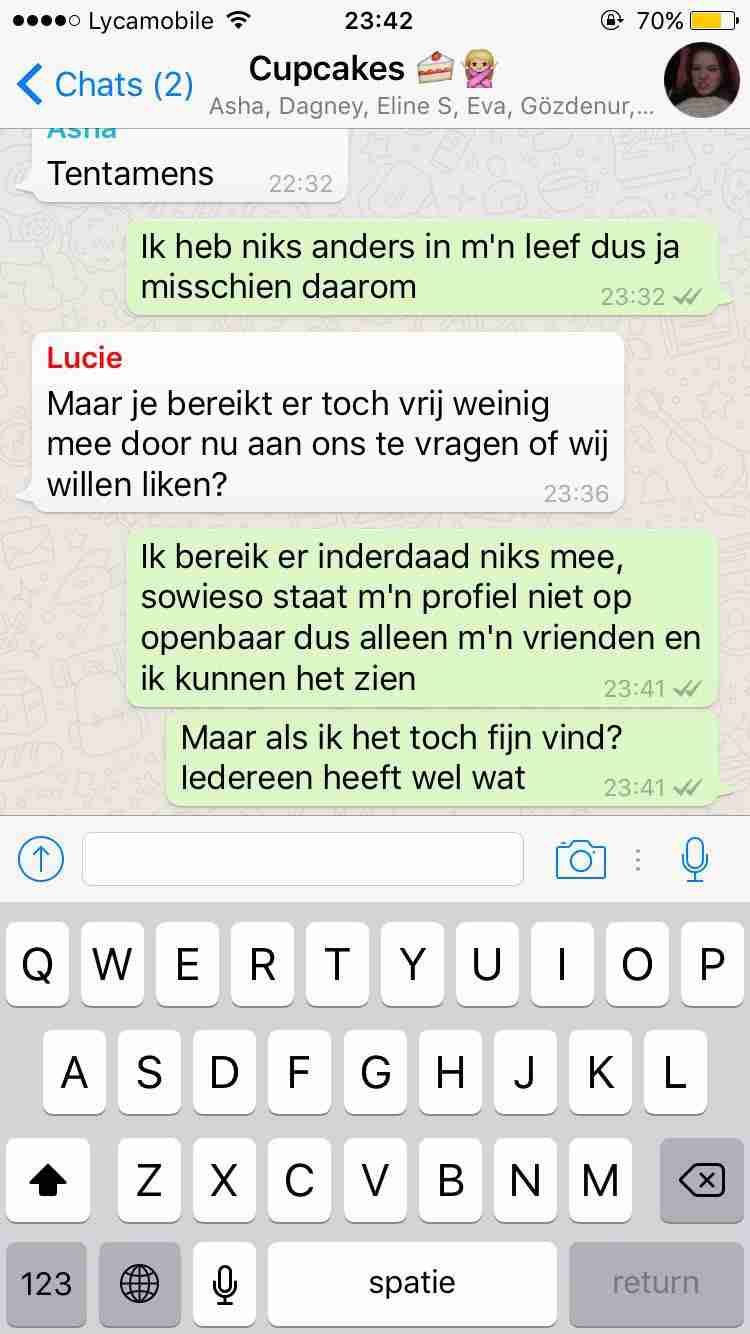 Lycamobile 23:42 70%
Chats (2) Cupcakes
Asha, Dagney, Eline S, Eva, Gözdenur,...
Asha
Tentamens 22:32
Ik heb niks anders in m'n leef dus ja
misschien daarom 23:32
Lucie
Maar je bereikt er toch vrij weinig
mee door nu aan ons te vragen of wij
willen liken? 23:36
Ik bereik er inderdaad niks mee,
sowieso staat m'n profiel niet op
openbaar dus alleen m'n vrienden en
ik kunnen het zien 23:41
Maar als ik het toch fijn vind?
Iedereen heeft wel wat 23:41
Q W E R T Y U I O P
A S D F G H J K L
Z X C V B N M
123 spatie return